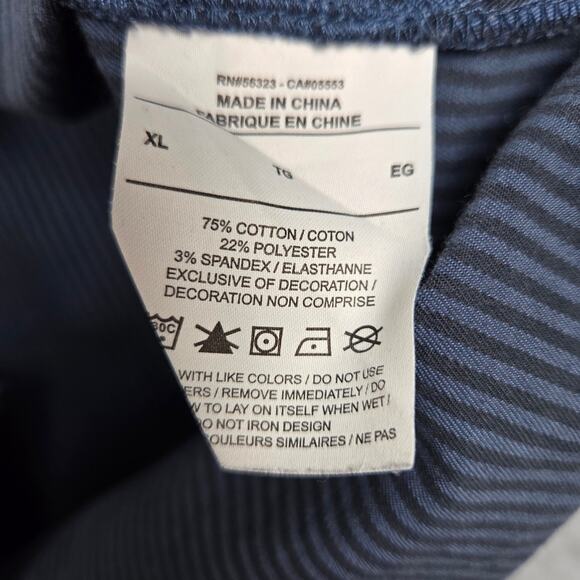 RN#56323 - CA#05553
MADE IN CHINA
FABRIQUE EN CHINE
XL TG EG
75% COTTON / COTON
22% POLYESTER
3% SPANDEX / ELASTHANNE
EXCLUSIVE OF DECORATION /
DECORATION NON COMPRISE
30C
WITH LIKE COLORS / DO NOT USE
ERS / REMOVE IMMEDIATELY / DO
TO LAY ON ITSELF WHEN WET /
DO NOT IRON DESIGN
COULEURS SIMILAIRES / NE PAS